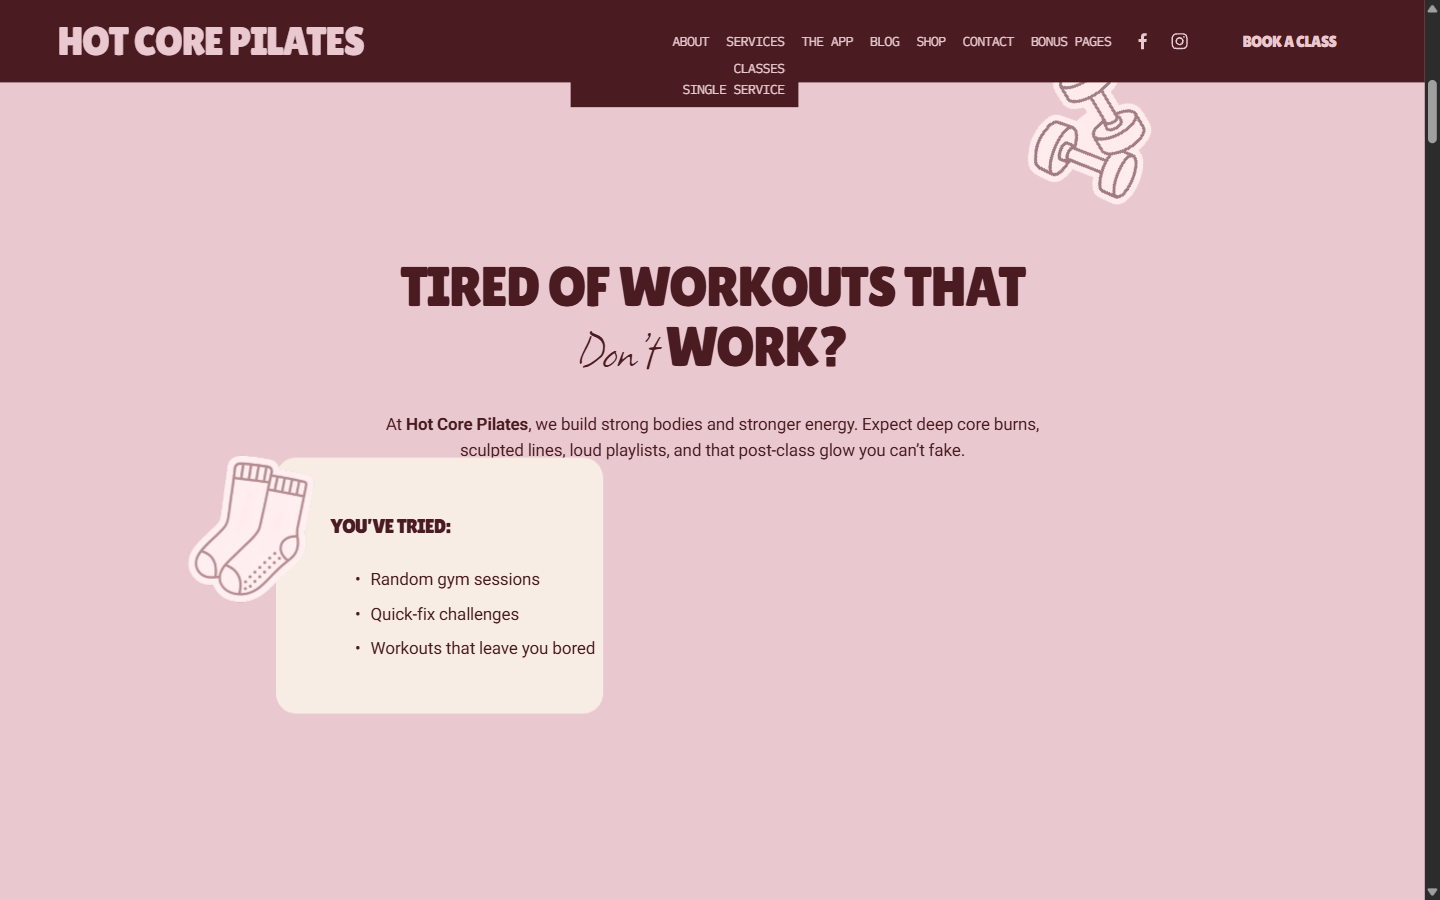 HOT CORE PILATES
ABOUT SERVICES THE APP BLOG SHOP CONTACT BONUS PAGES
BOOK A CLASS
CLASSES
SINGLE SERVICE
TIRED OF WORKOUTS THAT
Don't WORK?
At Hot Core Pilates, we build strong bodies and stronger energy. Expect deep core burns,
sculpted lines, loud playlists, and that post-class glow you can’t fake.
YOU'VE TRIED:
• Random gym sessions
• Quick-fix challenges
• Workouts that leave you bored